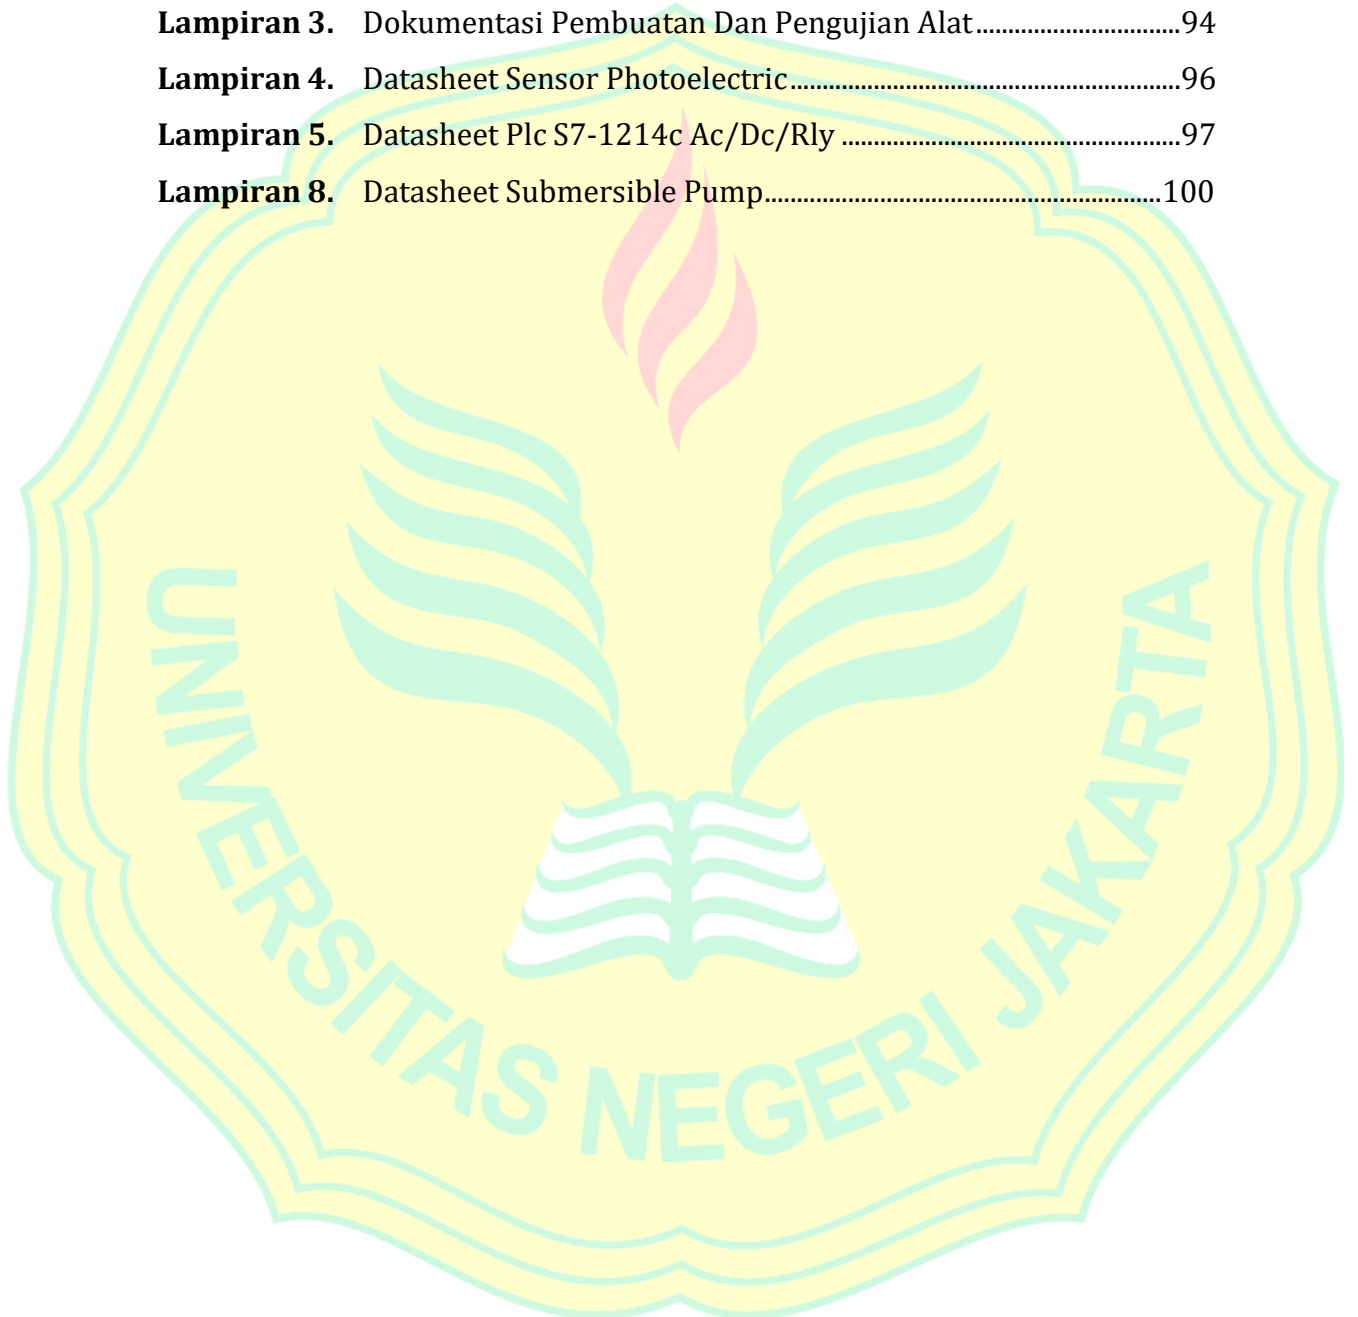 Lampiran 3. Dokumentasi Pembuatan Dan Pengujian Alat................................94
Lampiran 4. Datasheet Sensor Photoelectric.............................................................96
Lampiran 5. Datasheet Plc S7-1214c Ac/Dc/Rly .....................................................97
Lampiran 8. Datasheet Submersible Pump..............................................................100
UNIVERSITAS NEGERI JAKARTA